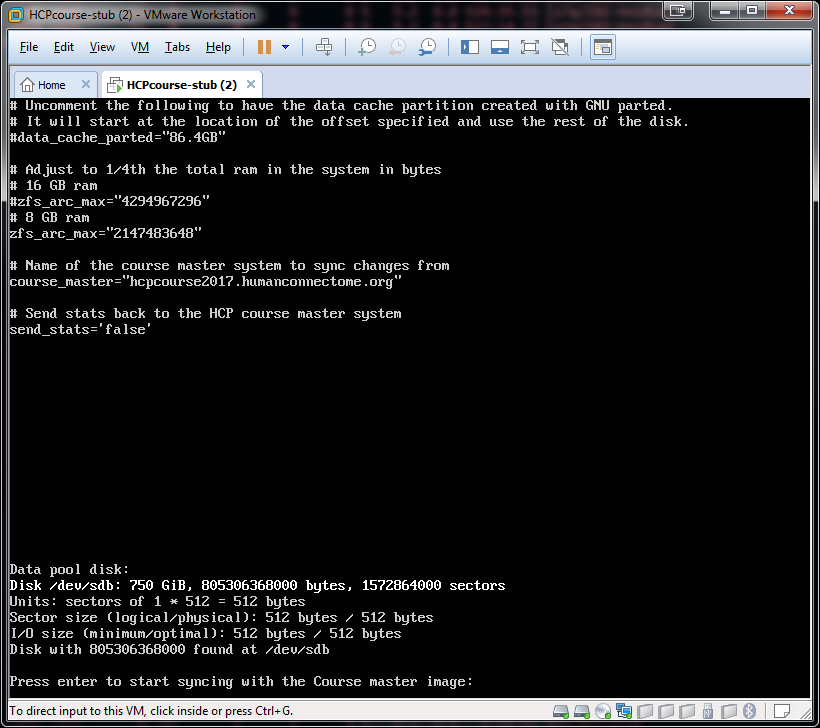 HCPcourse-stub (2) - VMware Workstation
File Edit View VM Tabs Help
Home HCPcourse-stub (2)
# Uncomment the following to have the data cache partition created with GNU parted.
# It will start at the location of the offset specified and use the rest of the disk.
#data_cache_parted="86.4GB"
# Adjust to 1/4th the total ram in the system in bytes
# 16 GB ram
#zfs_arc_max="4294967296"
# 8 GB ram
zfs_arc_max="2147483648"
# Name of the course master system to sync changes from
course_master="hcpcourse2017.humanconnectome.org"
# Send stats back to the HCP course master system
send_stats='false'
Data pool disk:
Disk /dev/sdb: 750 GiB, 805306368000 bytes, 1572864000 sectors
Units: sectors of 1 * 512 = 512 bytes
Sector size (logical/physical): 512 bytes / 512 bytes
I/O size (minimum/optimal): 512 bytes / 512 bytes
Disk with 805306368000 found at /dev/sdb
Press enter to start syncing with the Course master image:
To direct input to this VM, click inside or press Ctrl+G.